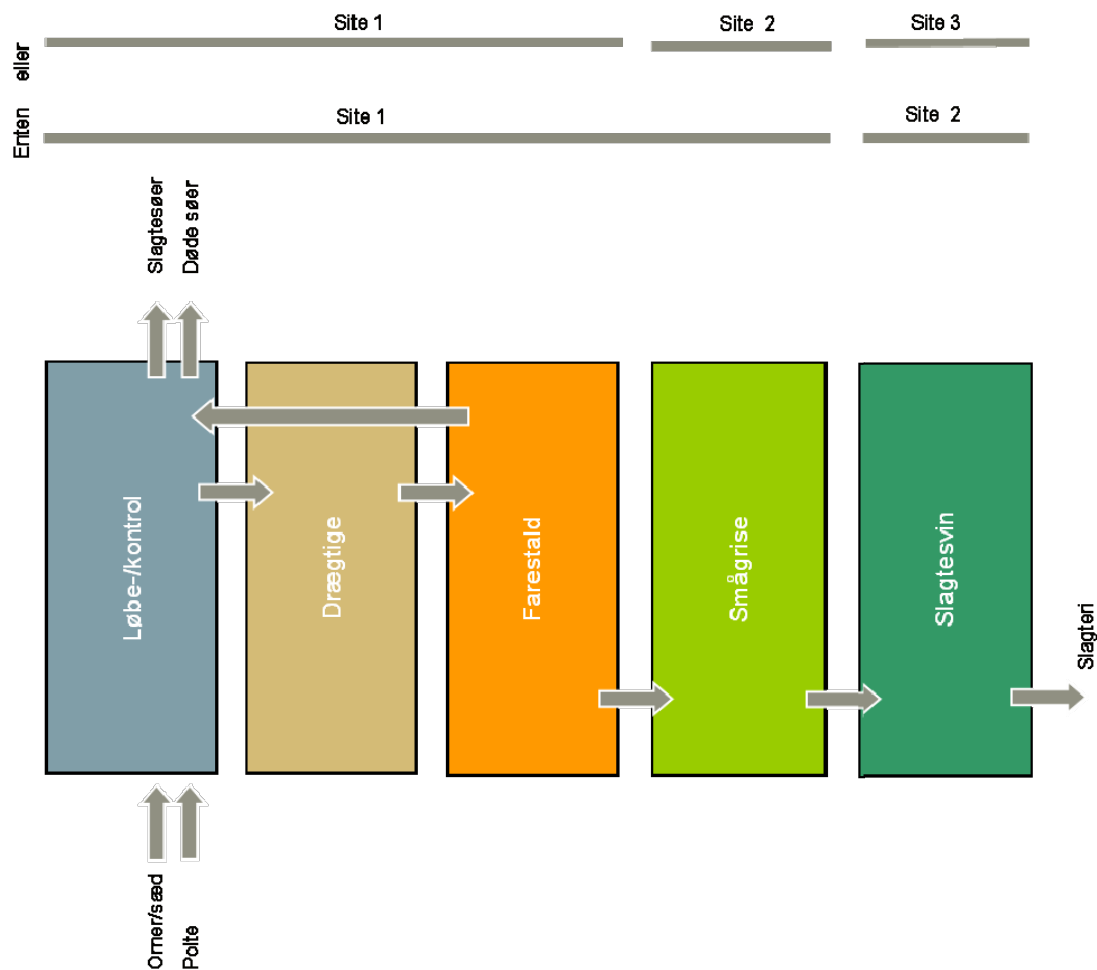 Site 1
Site 2
Site 3
eller
Enten
Site 1
Site 2
Slagtesøer
Døde søer
Løbe-/kontrol
Drægtige
Farestald
Smågrise
Slagtesvin
Slagteri
Orner/sæd
Polte